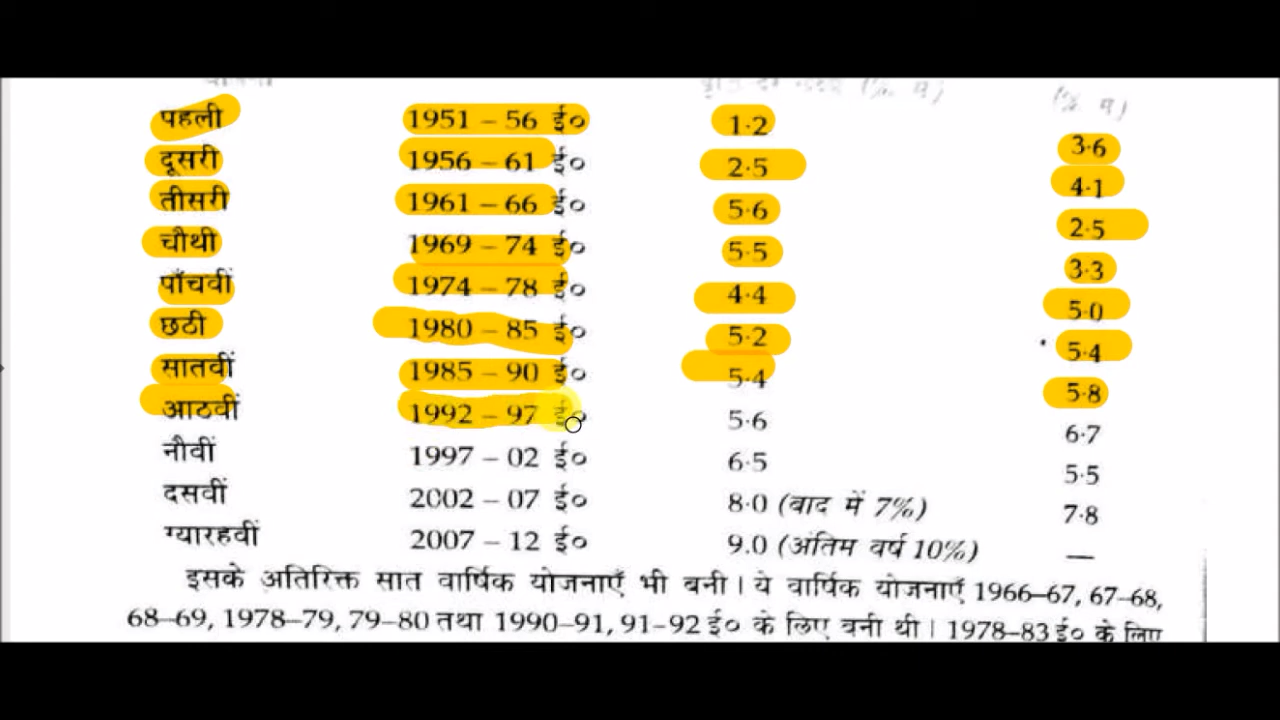 पहली 1951 – 56 ई० 1·2 3·6
दूसरी 1956 – 61 ई० 2·5 4·1
तीसरी 1961 – 66 ई० 5·6 2·5
चौथी 1969 – 74 ई० 5·5 3·3
पाँचवीं 1974 – 78 ई० 4·4 5·0
छठी 1980 – 85 ई० 5·2 5·4
सातवीं 1985 – 90 ई० 5·4 5·8
आठवीं 1992 – 97 5·6 6·7
नौवीं 1997 – 02 ई० 6·5 5·5
दसवीं 2002 – 07 ई० 8·0 (बाद में 7%) 7·8
ग्यारहवीं 2007 – 12 ई० 9.0 (अंतिम वर्ष 10%) —
इसके अतिरिक्त सात वार्षिक योजनाएँ भी बनी। ये वार्षिक योजनाएँ 1966–67, 67–68,
68–69, 1978–79, 79–80 तथा 1990–91, 91–92 ई० के लिए बनी थी। 1978–83 ई० के लिए